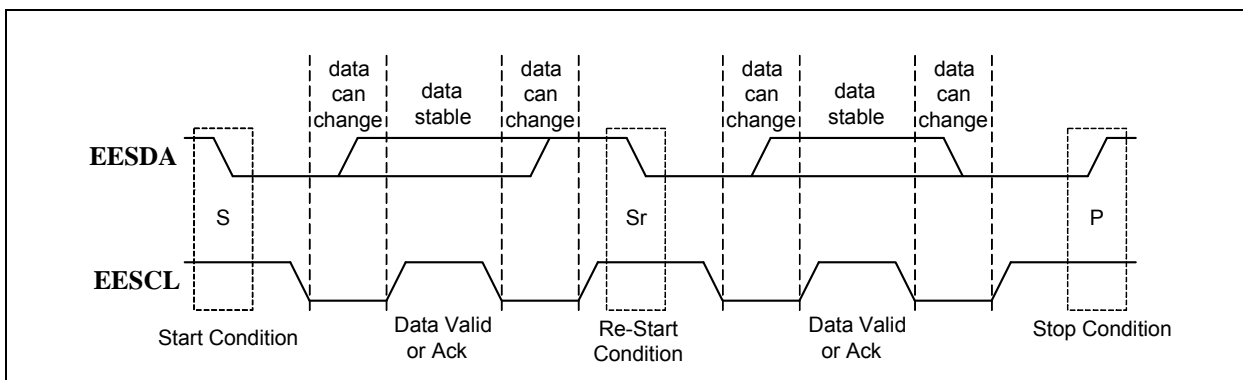 data
can
change
data
stable
data
can
change
data
can
change
data
stable
data
can
change
EESDA
S
Sr
P
EESCL
Start Condition
Data Valid
or Ack
Re-Start
Condition
Data Valid
or Ack
Stop Condition